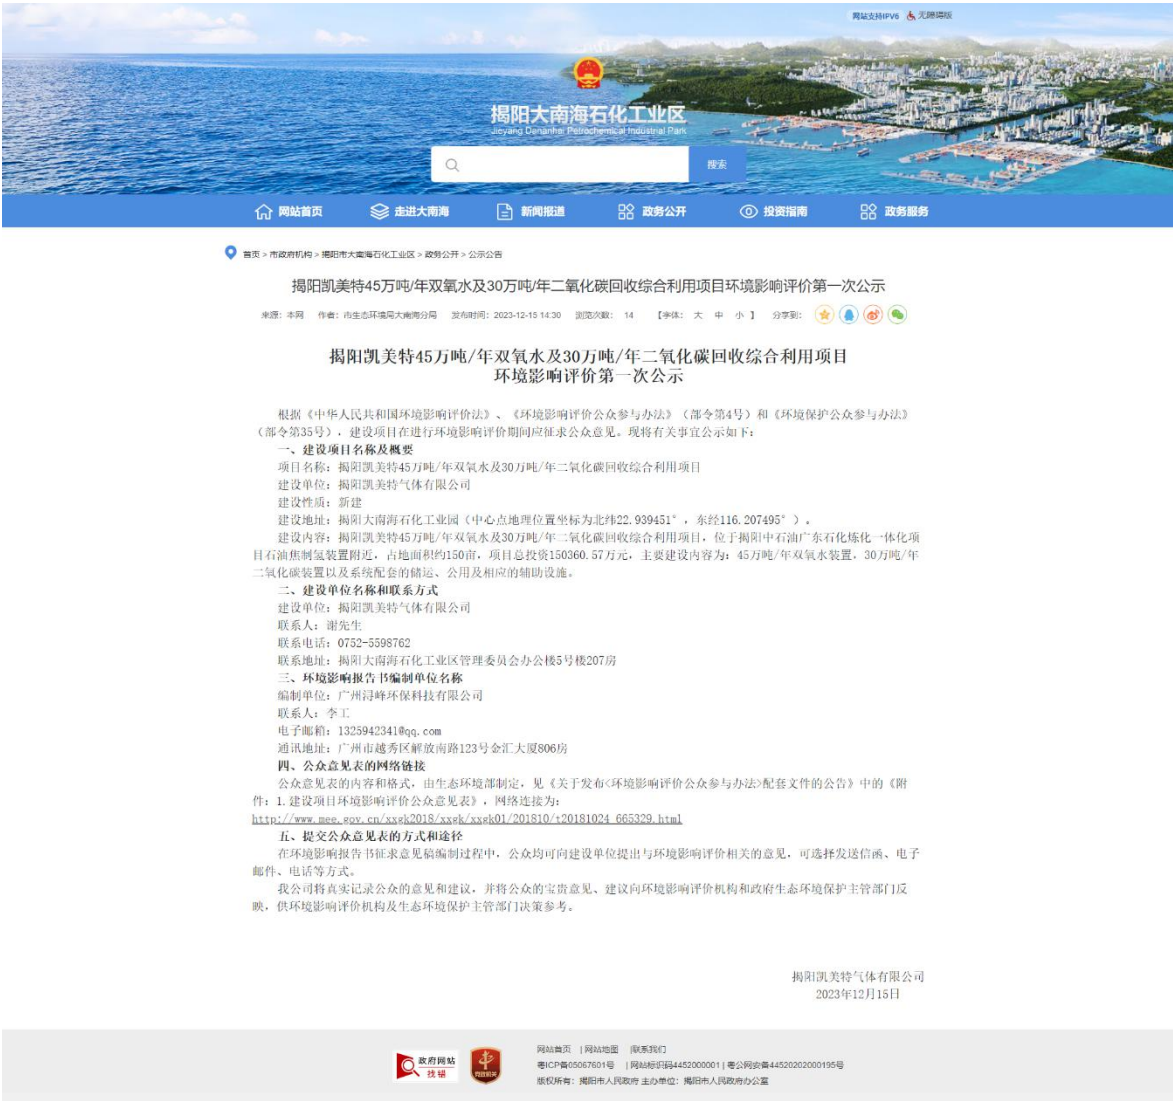 网站支持IPV6 无障碍版
揭阳大南海石化工业区
Jieyang Dananhai Petrochemical Industrial Park
搜索
网站首页 走进大南海 新闻报道 政务公开 投资指南 政务服务
首页 > 市政府机构 > 揭阳市大南海石化工业区 > 政务公开 > 公示公告
揭阳凯美特45万吨/年双氧水及30万吨/年二氧化碳回收综合利用项目环境影响评价第一次公示
来源: 本网 作者: 市生态环境局大南海分局 发布时间: 2023-12-15 14:30 浏览次数: 14 【字体: 大 中 小 】 分享到:
揭阳凯美特45万吨/年双氧水及30万吨/年二氧化碳回收综合利用项目
环境影响评价第一次公示
根据《中华人民共和国环境影响评价法》、《环境影响评价公众参与办法》（部令第4号）和《环境保护公众参与办法》
（部令第35号），建设项目在进行环境影响评价期间应征求公众意见。现将有关事宜公示如下：
一、建设项目名称及概要
项目名称：揭阳凯美特45万吨/年双氧水及30万吨/年二氧化碳回收综合利用项目
建设单位：揭阳凯美特气体有限公司
建设性质：新建
建设地址：揭阳大南海石化工业园（中心点地理位置坐标为北纬22.939451°，东经116.207495°）。
建设内容：揭阳凯美特45万吨/年双氧水及30万吨/年二氧化碳回收综合利用项目，位于揭阳中石油广东石化炼化一体化项
目石油焦制氢装置附近，占地面积约150亩，项目总投资150360.57万元，主要建设内容为：45万吨/年双氧水装置，30万吨/年
二氧化碳装置以及系统配套的储运、公用及相应的辅助设施。
二、建设单位名称和联系方式
建设单位：揭阳凯美特气体有限公司
联系人：谢先生
联系电话：0752-5598762
联系地址：揭阳大南海石化工业区管理委员会办公楼5号楼207房
三、环境影响报告书编制单位名称
编制单位：广州浔峰环保科技有限公司
联系人：李工
电子邮箱：1325942341@qq.com
通讯地址：广州市越秀区解放南路123号金汇大厦806房
四、公众意见表的网络链接
公众意见表的内容和格式，由生态环境部制定，见《关于发布<环境影响评价公众参与办法>配套文件的公告》中的《附
件：1.建设项目环境影响评价公众意见表》，网络连接为：
http://www.mee.gov.cn/xxgk2018/xxgk/xxgk01/201810/t20181024_665329.html
五、提交公众意见表的方式和途径
在环境影响报告书征求意见稿编制过程中，公众均可向建设单位提出与环境影响评价相关的意见，可选择发送信函、电子
邮件、电话等方式。
我公司将真实记录公众的意见和建议，并将公众的宝贵意见、建议向环境影响评价机构和政府生态环境保护主管部门反
映，供环境影响评价机构及生态环境保护主管部门决策参考。
揭阳凯美特气体有限公司
2023年12月15日
政府网站
找错
党政机关
网站首页 | 网站地图 |联系我们
粤ICP备05067601号 | 网站标识码4452000001 | 粤公网安备44520202000195号
版权所有: 揭阳市人民政府 主办单位: 揭阳市人民政府办公室